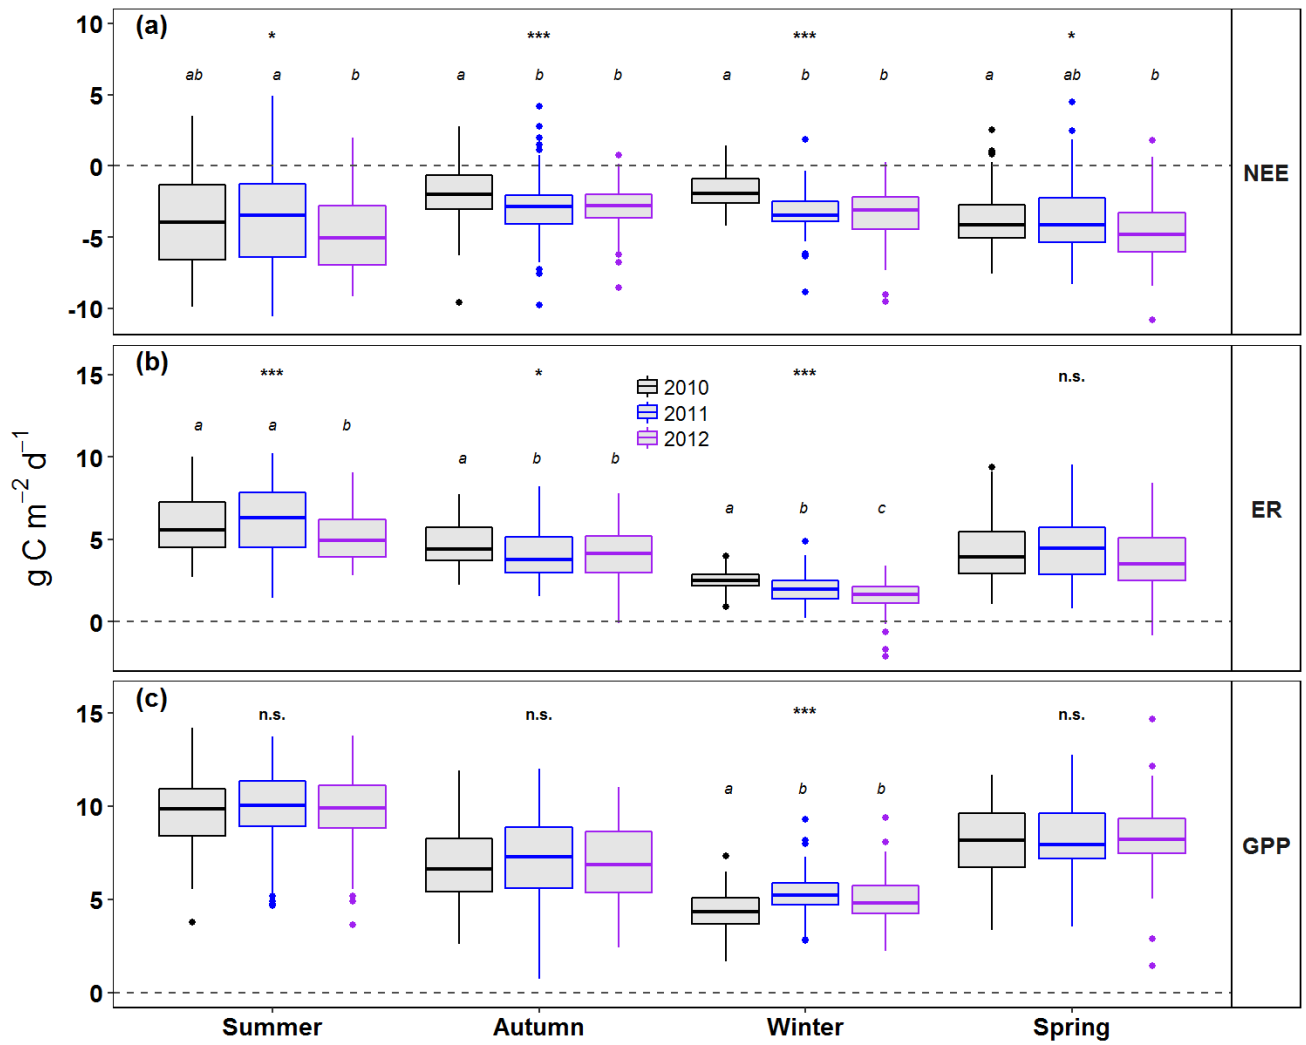 (a)
* *** *** *
ab a b a b b a b b a ab b
10
5
0
-5
-10
NEE
(b)
*** * *** n.s.
2010
2011
2012
a a b
a b b
a b c
15
10
5
0
ER
g C m⁻² d⁻¹
(c)
n.s. n.s. *** n.s.
a b b
15
10
5
0
GPP
Summer Autumn Winter Spring